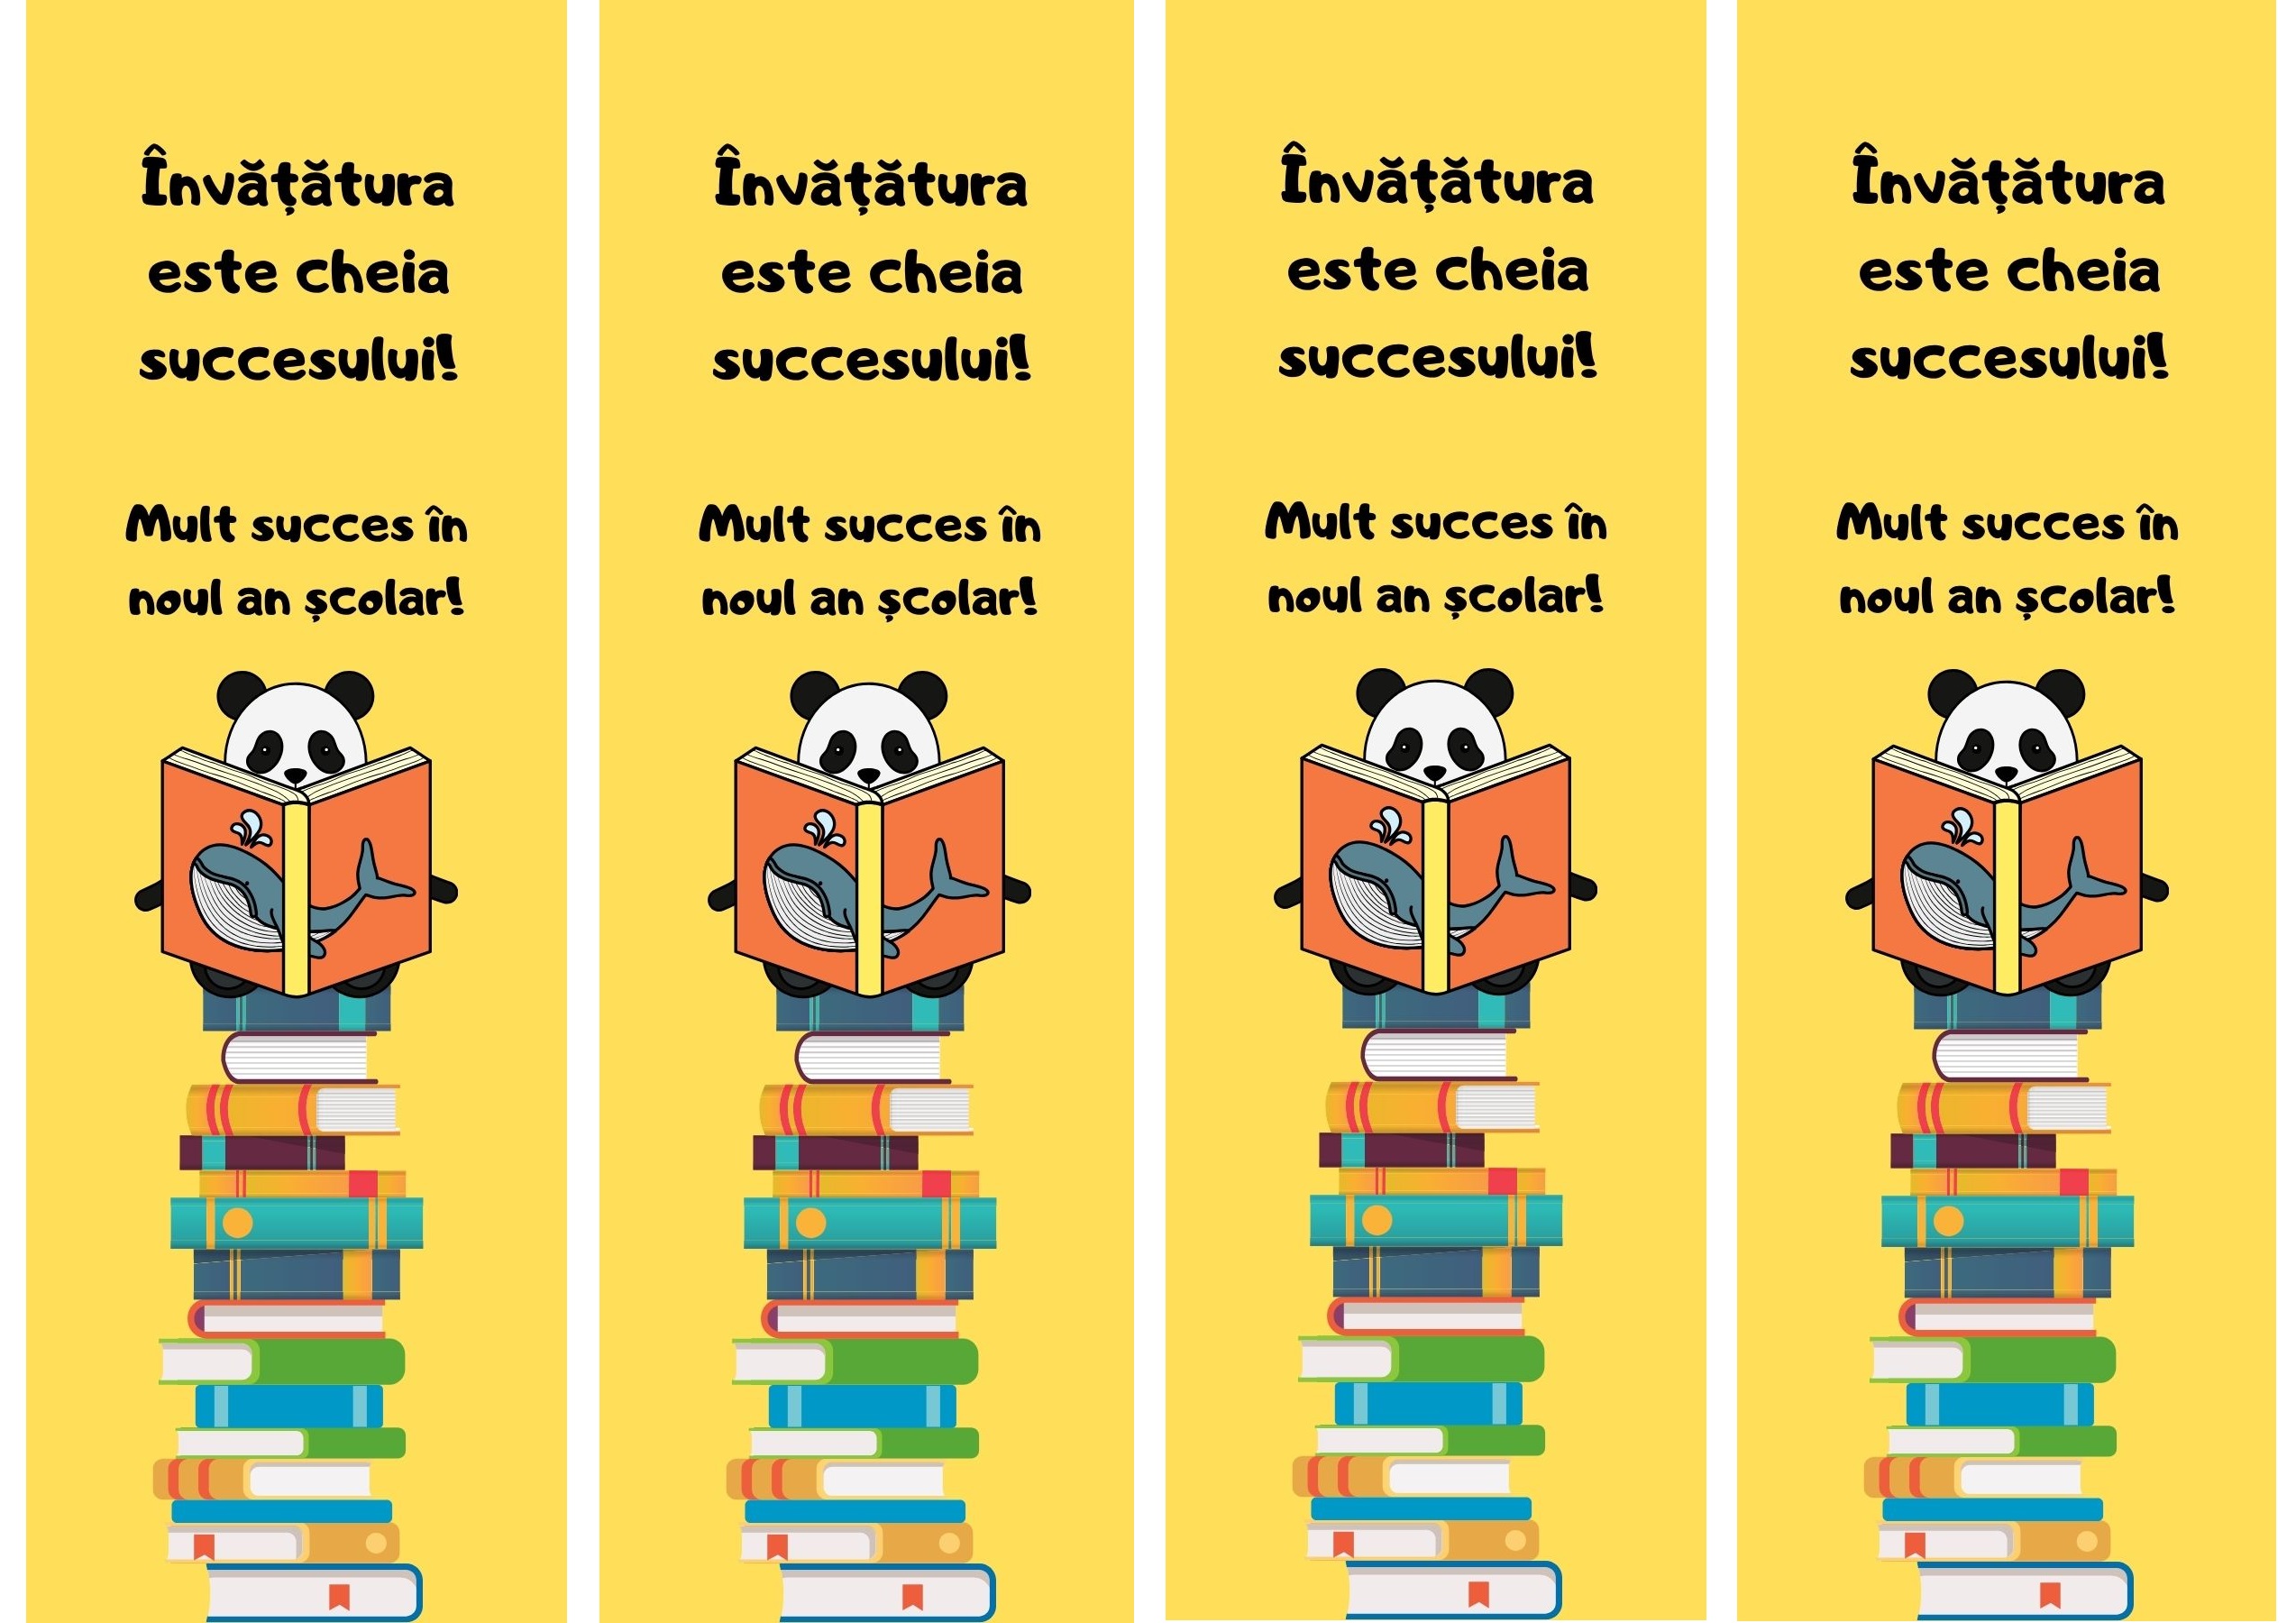 Învățătura
este cheia
succesului!
Mult succes în
noul an școlar!
Învățătura
este cheia
succesului!
Mult succes în
noul an școlar!
Învățătura
este cheia
succesului!
Mult succes în
noul an școlar!
Învățătura
este cheia
succesului!
Mult succes în
noul an școlar!